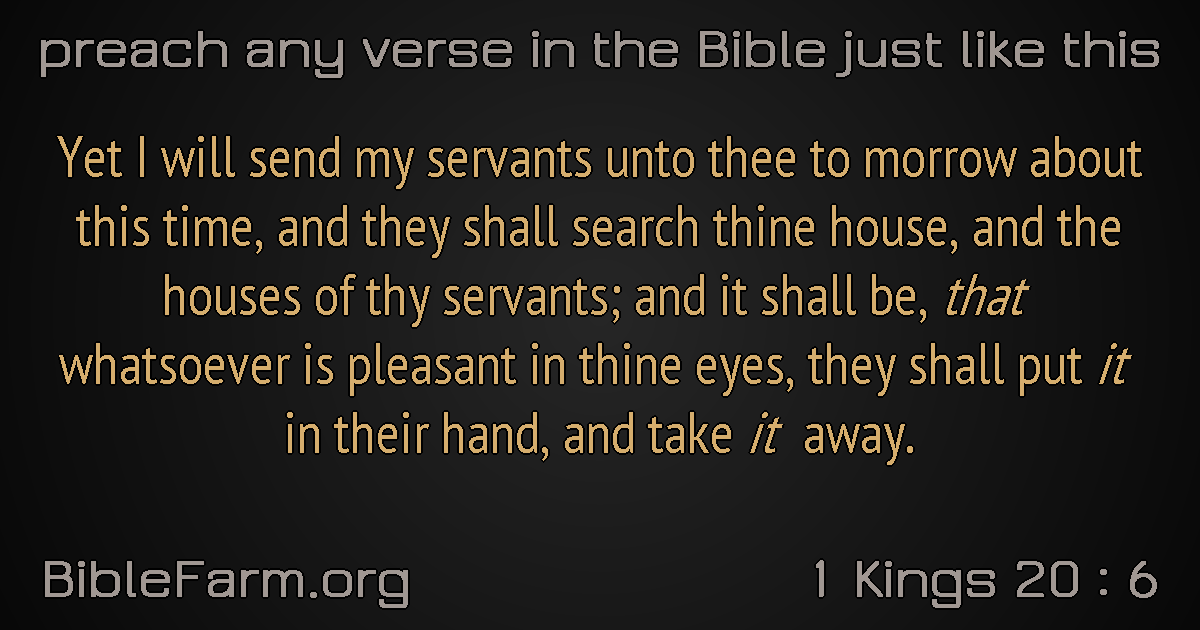 preach any verse in the Bible just like this
Yet I will send my servants unto thee to morrow about
this time, and they shall search thine house, and the
houses of thy servants; and it shall be, that
whatsoever is pleasant in thine eyes, they shall put it
in their hand, and take it away.
BibleFarm.org
1 Kings 20 : 6